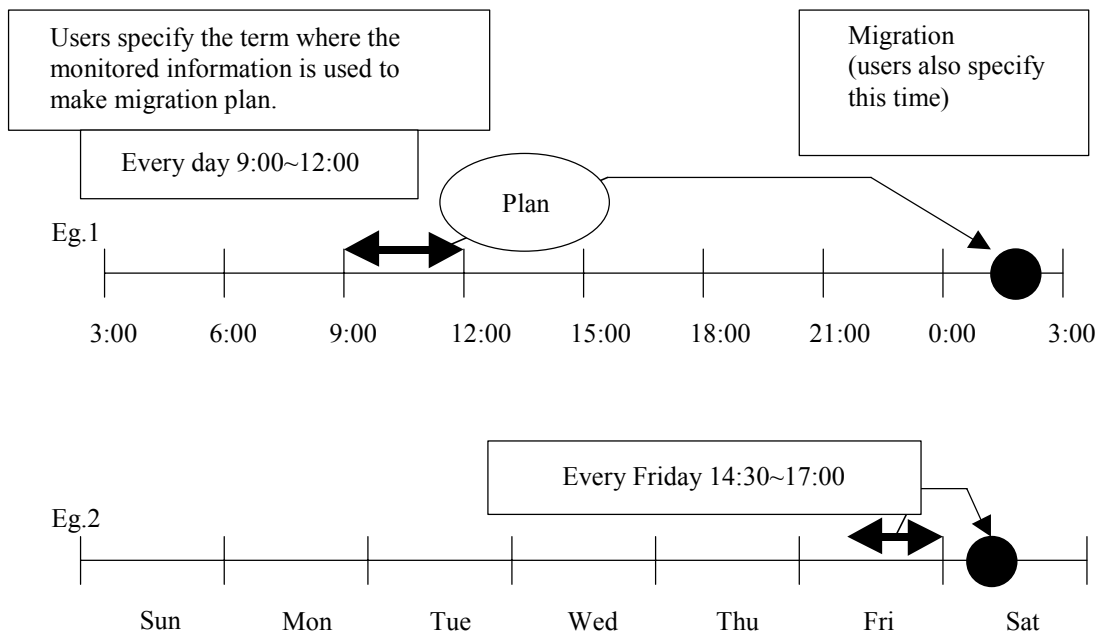 Users specify the term where the
monitored information is used to
make migration plan.
Migration
(users also specify
this time)
Every day 9:00~12:00
Plan
Eg.1
3:00 6:00 9:00 12:00 15:00 18:00 21:00 0:00 3:00
Every Friday 14:30~17:00
Eg.2
Sun Mon Tue Wed Thu Fri Sat